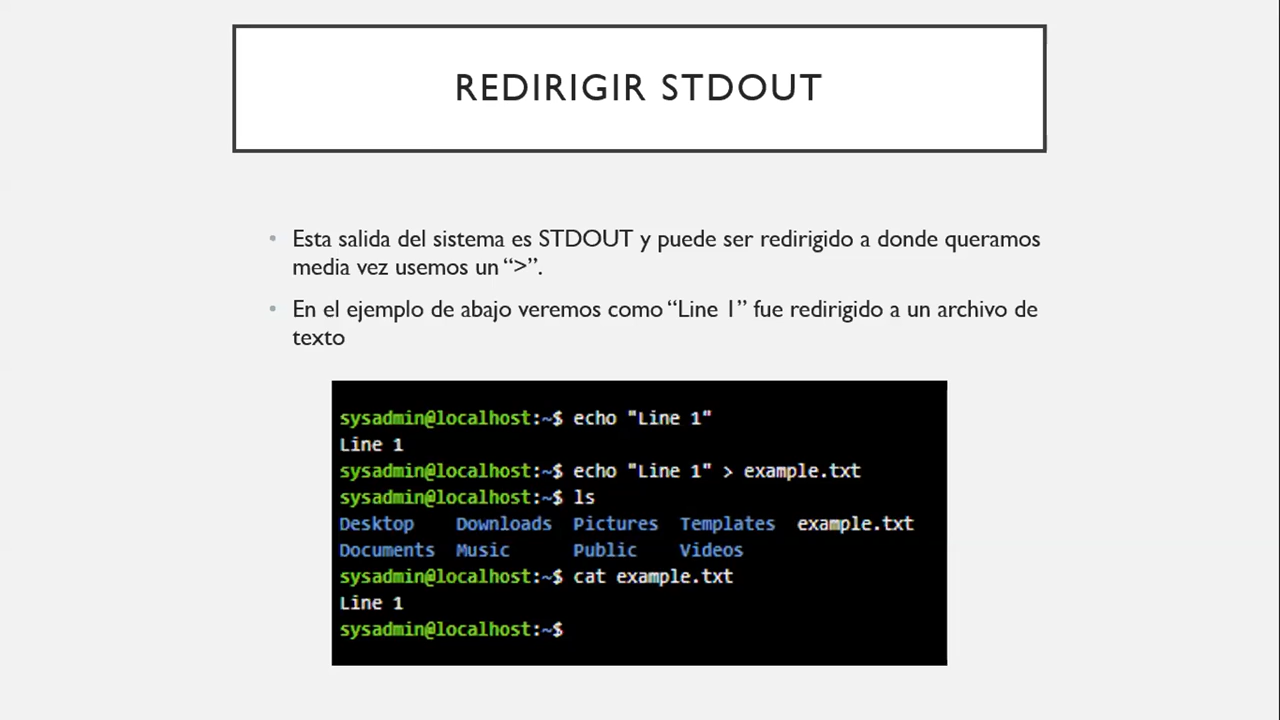 REDIRIGIR STDOUT
• Esta salida del sistema es STDOUT y puede ser redirigido a donde queramos
media vez usemos un “>”.
• En el ejemplo de abajo veremos como “Line 1” fue redirigido a un archivo de
texto
sysadmin@localhost:~$ echo "Line 1"
Line 1
sysadmin@localhost:~$ echo "Line 1" > example.txt
sysadmin@localhost:~$ ls
Desktop    Downloads  Pictures  Templates  example.txt
Documents  Music      Public    Videos
sysadmin@localhost:~$ cat example.txt
Line 1
sysadmin@localhost:~$